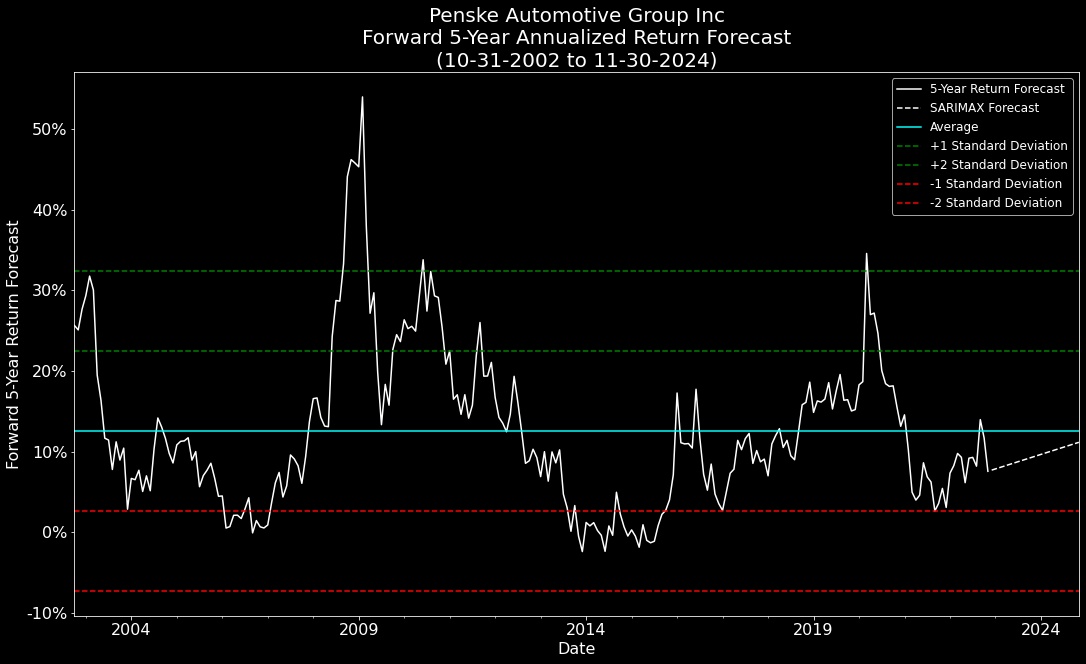 Penske Automotive Group Inc
Forward 5-Year Annualized Return Forecast
(10-31-2002 to 11-30-2024)
5-Year Return Forecast
SARIMAX Forecast
Average
+1 Standard Deviation
+2 Standard Deviation
-1 Standard Deviation
-2 Standard Deviation
Forward 5-Year Return Forecast
50%
40%
30%
20%
10%
0%
-10%
2004
2009
2014
2019
2024
Date